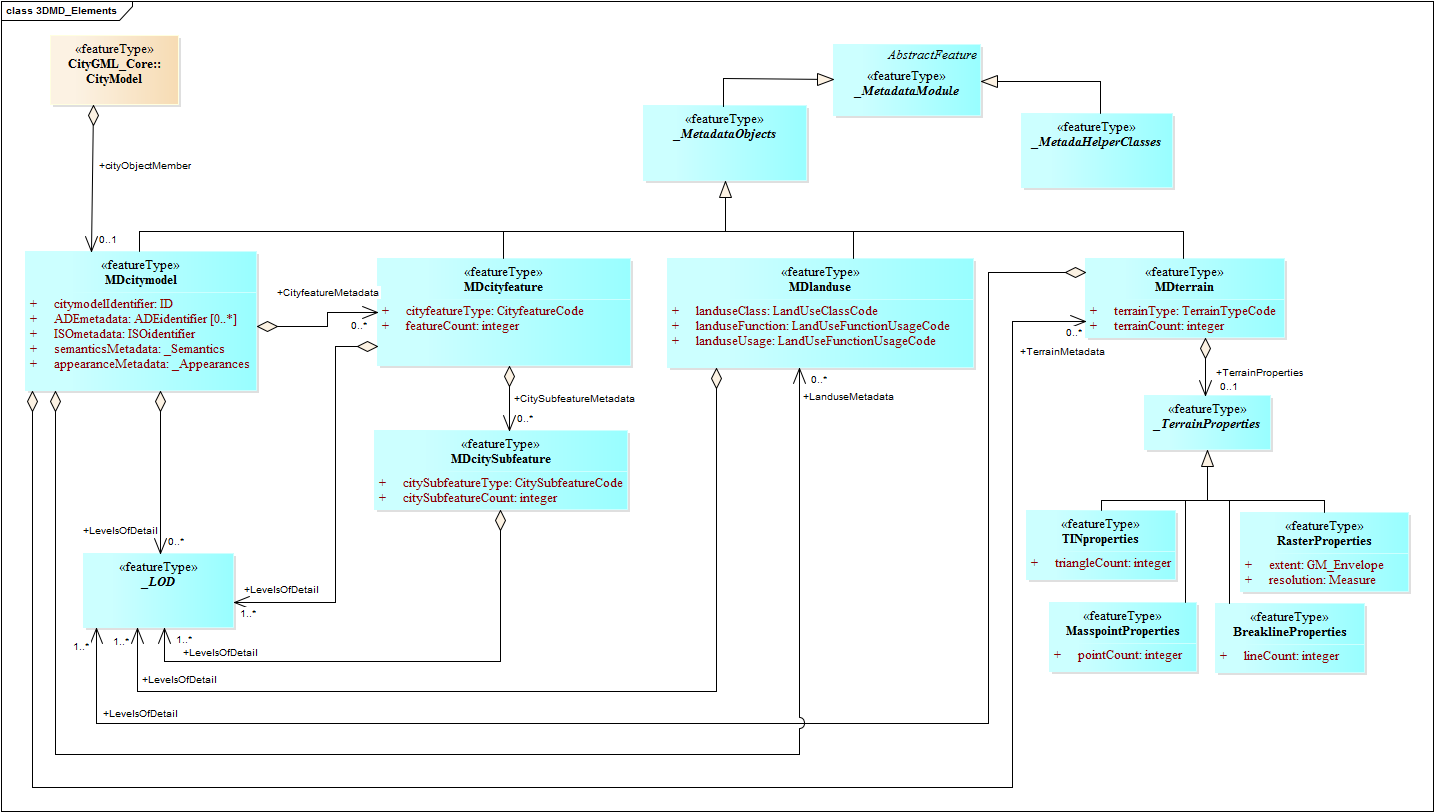 class 3DMD_Elements
«featureType»
CityGML_Core::
CityModel
+cityObjectMember
0..1
AbstractFeature
«featureType»
_MetadataModule
«featureType»
_MetadataObjects
«featureType»
_MetadaHelperClasses
«featureType»
MDcitymodel
+ citymodelIdentifier: ID
+ ADEmetadata: ADEidentifier [0..*]
+ ISOmetadata: ISOidentifier
+ semanticsMetadata: _Semantics
+ appearanceMetadata: _Appearances
+CityfeatureMetadata
0..*
«featureType»
MDcityfeature
+ cityfeatureType: CityfeatureCode
+ featureCount: integer
«featureType»
MDlanduse
+ landuseClass: LandUseClassCode
+ landuseFunction: LandUseFunctionUsageCode
+ landuseUsage: LandUseFunctionUsageCode
«featureType»
MDterrain
+ terrainType: TerrainTypeCode
+ terrainCount: integer
0..*
+TerrainMetadata
+TerrainProperties
0..1
0..*
+LanduseMetadata
+CitySubfeatureMetadata
0..*
«featureType»
_TerrainProperties
«featureType»
MDcitySubfeature
+ citySubfeatureType: CitySubfeatureCode
+ citySubfeatureCount: integer
+LevelsOfDetail
0..*
«featureType»
_LOD
+LevelsOfDetail
1..*
1..*
1..*
1..*
+LevelsOfDetail
+LevelsOfDetail
+LevelsOfDetail
«featureType»
TINproperties
+ triangleCount: integer
«featureType»
RasterProperties
+ extent: GM_Envelope
+ resolution: Measure
«featureType»
MasspointProperties
+ pointCount: integer
«featureType»
BreaklineProperties
+ lineCount: integer